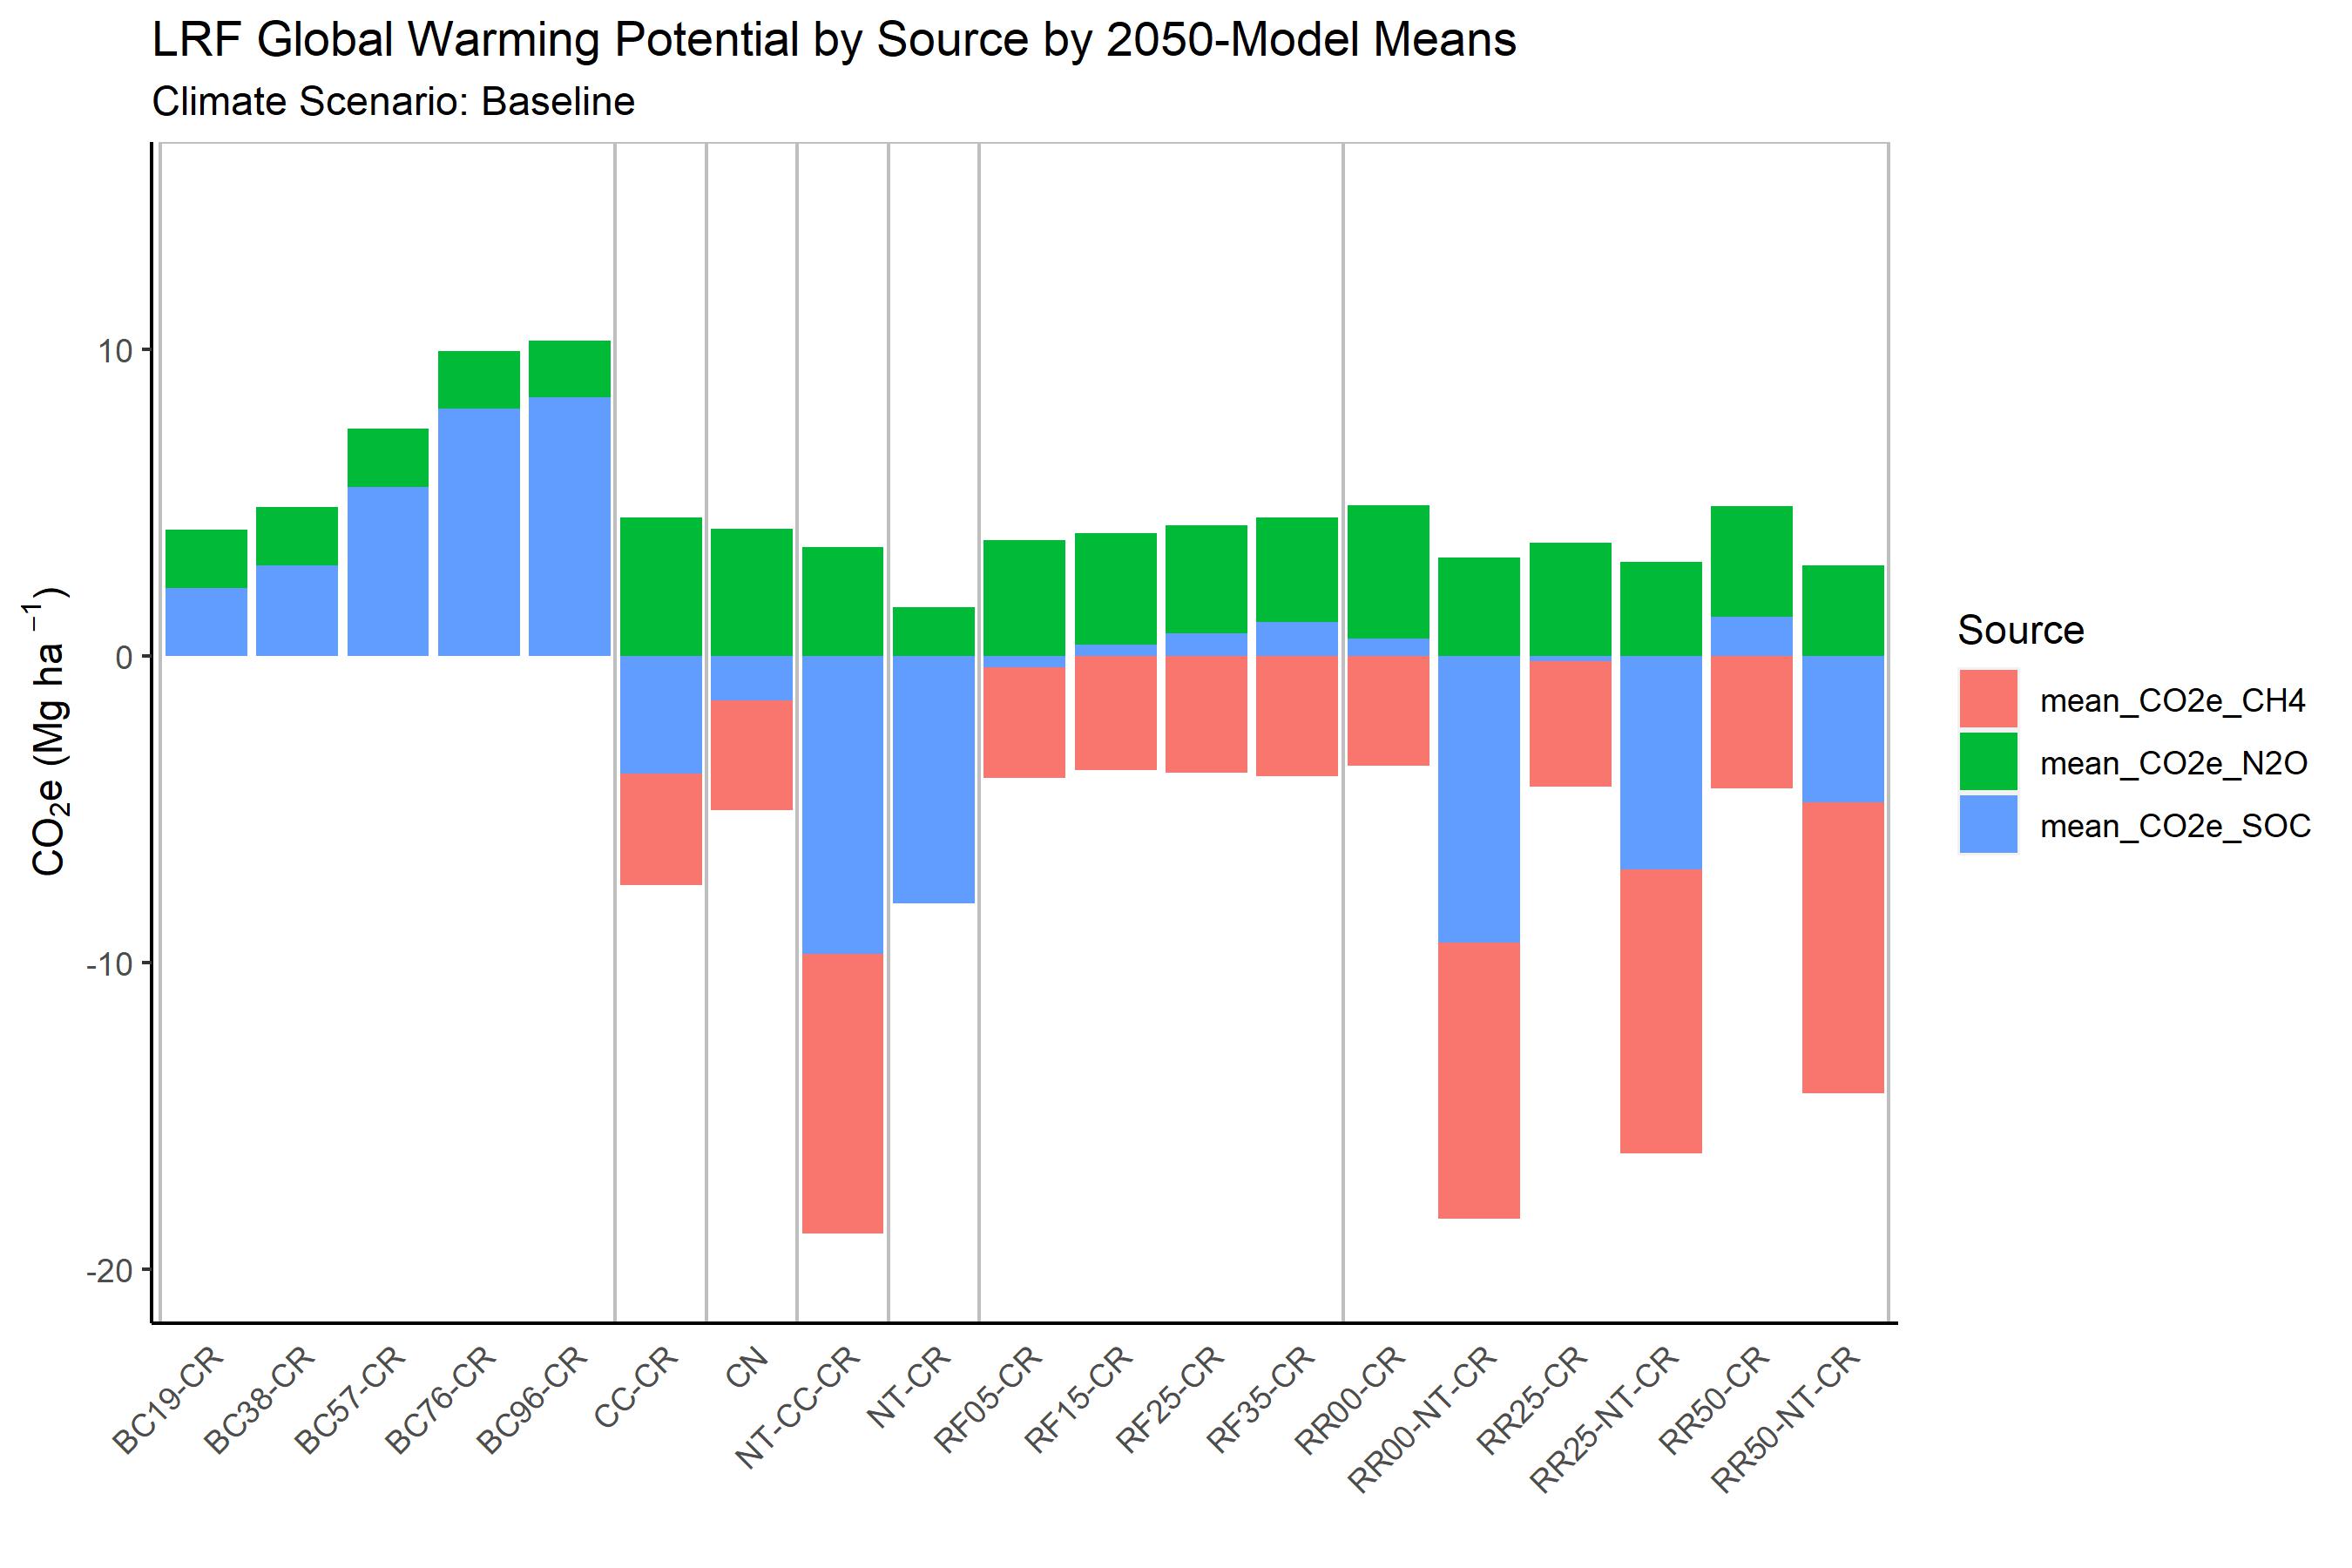 LRF Global Warming Potential by Source by 2050-Model Means
Climate Scenario: Baseline
CO₂e (Mg ha ⁻¹)
10
0
-10
-20
BC19-CR
BC38-CR
BC57-CR
BC76-CR
BC96-CR
CC-CR
CN
NT-CC-CR
NT-CR
RF05-CR
RF15-CR
RF25-CR
RF35-CR
RR00-CR
RR00-NT-CR
RR25-CR
RR25-NT-CR
RR50-CR
RR50-NT-CR
Source
mean_CO2e_CH4
mean_CO2e_N2O
mean_CO2e_SOC